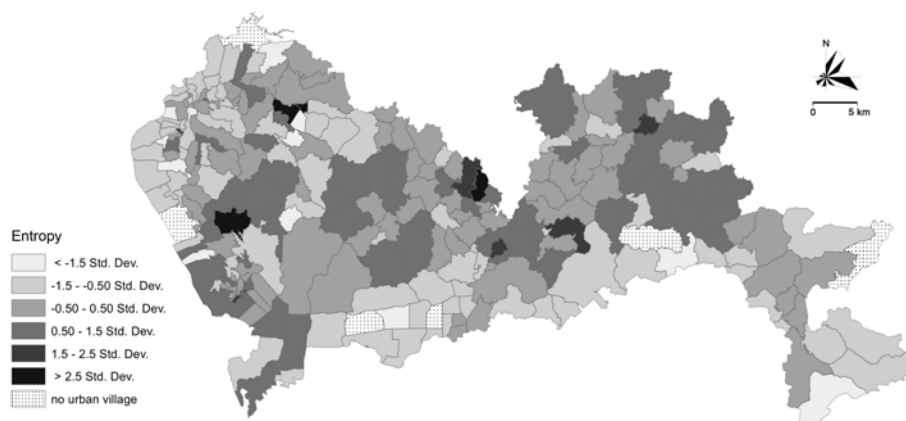 N
0 5 km
Entropy
< -1.5 Std. Dev.
-1.5 - -0.50 Std. Dev.
-0.50 - 0.50 Std. Dev.
0.50 - 1.5 Std. Dev.
1.5 - 2.5 Std. Dev.
> 2.5 Std. Dev.
no urban village